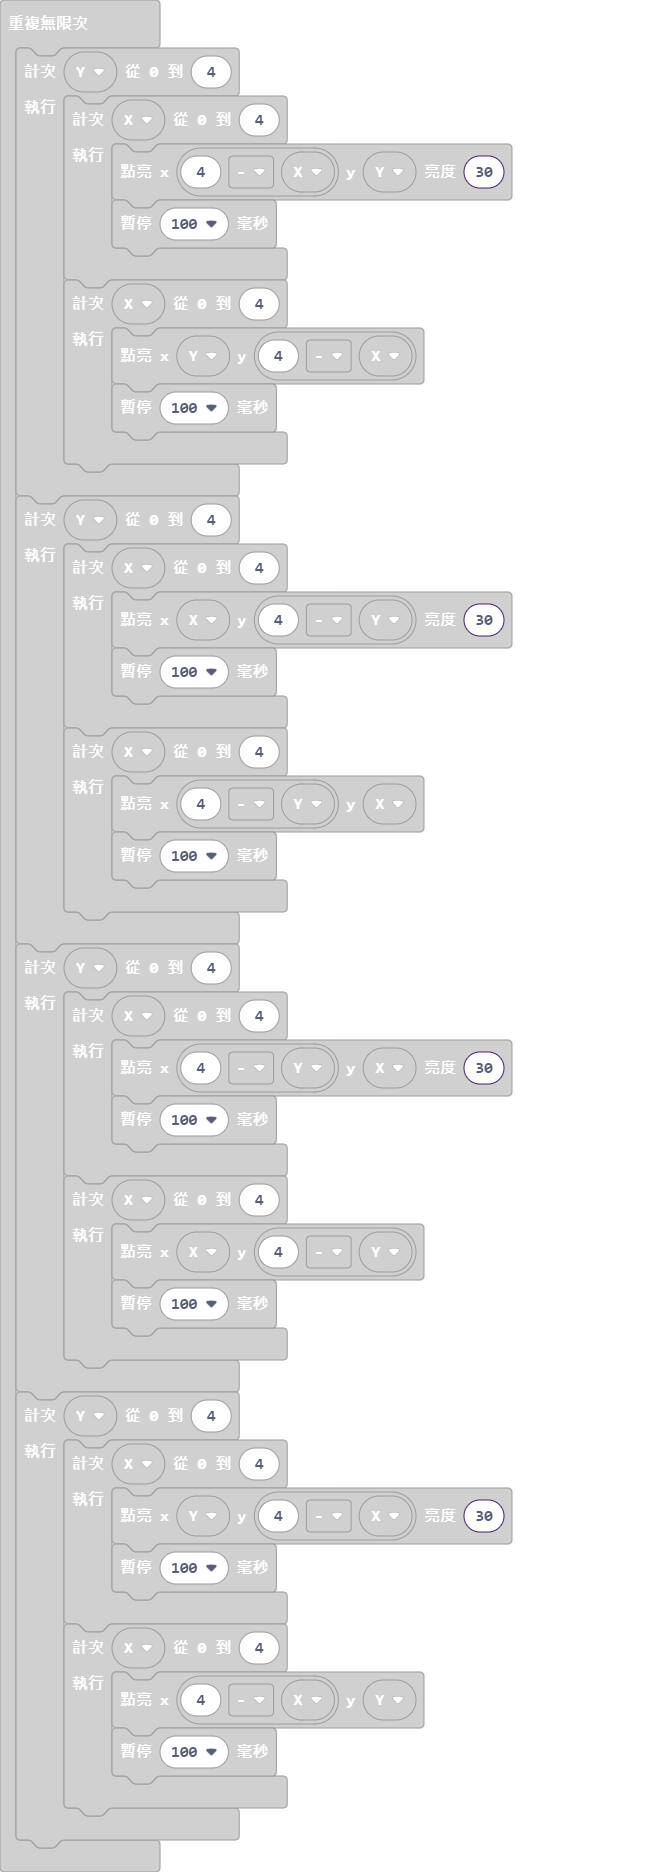 重複無限次
計次 Y 從 0 到 4
執行
計次 X 從 0 到 4
執行
點亮 x 4 - X y Y 亮度 30
暫停 100 毫秒
計次 X 從 0 到 4
執行
點亮 x Y y 4 - X
暫停 100 毫秒
計次 Y 從 0 到 4
執行
計次 X 從 0 到 4
執行
點亮 x X y 4 - Y 亮度 30
暫停 100 毫秒
計次 X 從 0 到 4
執行
點亮 x 4 - Y y X
暫停 100 毫秒
計次 Y 從 0 到 4
執行
計次 X 從 0 到 4
執行
點亮 x 4 - Y y X 亮度 30
暫停 100 毫秒
計次 X 從 0 到 4
執行
點亮 x X y 4 - Y
暫停 100 毫秒
計次 Y 從 0 到 4
執行
計次 X 從 0 到 4
執行
點亮 x Y y 4 - X 亮度 30
暫停 100 毫秒
計次 X 從 0 到 4
執行
點亮 x 4 - X y Y
暫停 100 毫秒